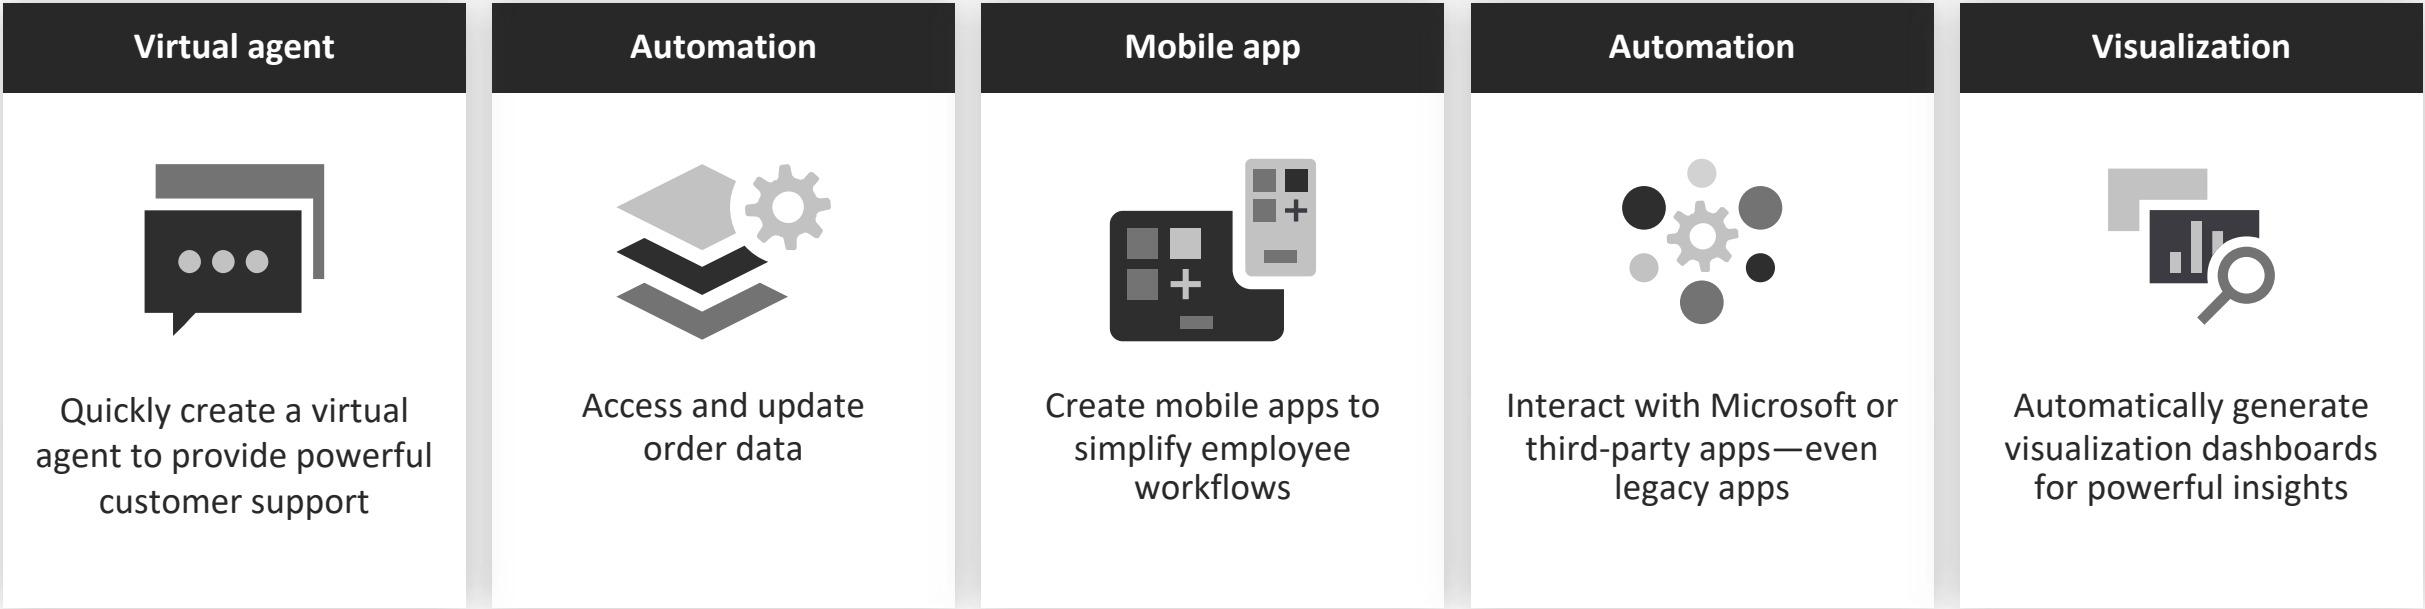 Virtual agent
Quickly create a virtual
agent to provide powerful
customer support
Automation
Access and update
order data
Mobile app
Create mobile apps to
simplify employee
workflows
Automation
Interact with Microsoft or
third-party apps—even
legacy apps
Visualization
Automatically generate
visualization dashboards
for powerful insights